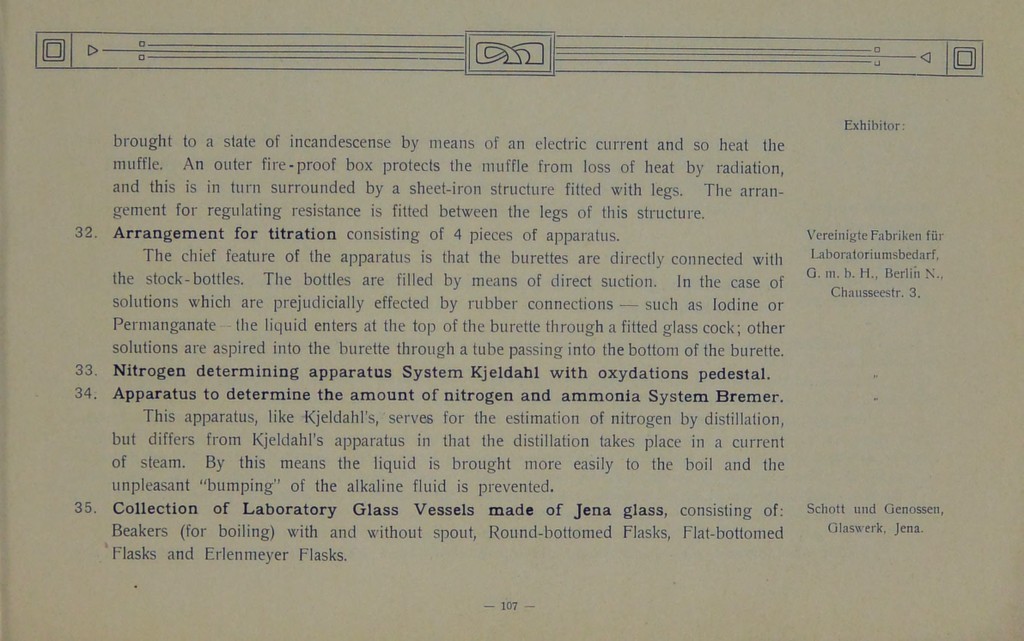 Exhibitor:
brought to a state of incandescense by means of an electric current and so heat the
muffle. An outer fire-proof box protects the muffle from loss of heat by radiation,
and this is in turn surrounded by a sheet-iron structure fitted with legs. The arran-
gement for regulating resistance is fitted between the legs of this structure.
32. Arrangement for titration consisting of 4 pieces of apparatus.
Vereinigte Fabriken für
Laboratoriumsbedarf,
G. m. b. H., Berlin N.,
Chausseestr. 3.
The chief feature of the apparatus is that the burettes are directly connected with
the stock-bottles. The bottles are filled by means of direct suction. In the case of
solutions which are prejudicially effected by rubber connections — such as Iodine or
Permanganate — the liquid enters at the top of the burette through a fitted glass cock; other
solutions are aspired into the burette through a tube passing into the bottom of the burette.
33. Nitrogen determining apparatus System Kjeldahl with oxydations pedestal. „
34. Apparatus to determine the amount of nitrogen and ammonia System Bremer. „
This apparatus, like Kjeldahl's, serves for the estimation of nitrogen by distillation,
but differs from Kjeldahl's apparatus in that the distillation takes place in a current
of steam. By this means the liquid is brought more easily to the boil and the
unpleasant "bumping" of the alkaline fluid is prevented.
35. Collection of Laboratory Glass Vessels made of Jena glass, consisting of:
Beakers (for boiling) with and without spout, Round-bottomed Flasks, Flat-bottomed
Flasks and Erlenmeyer Flasks.
Schott und Genossen,
Glaswerk, Jena.
— 107 —